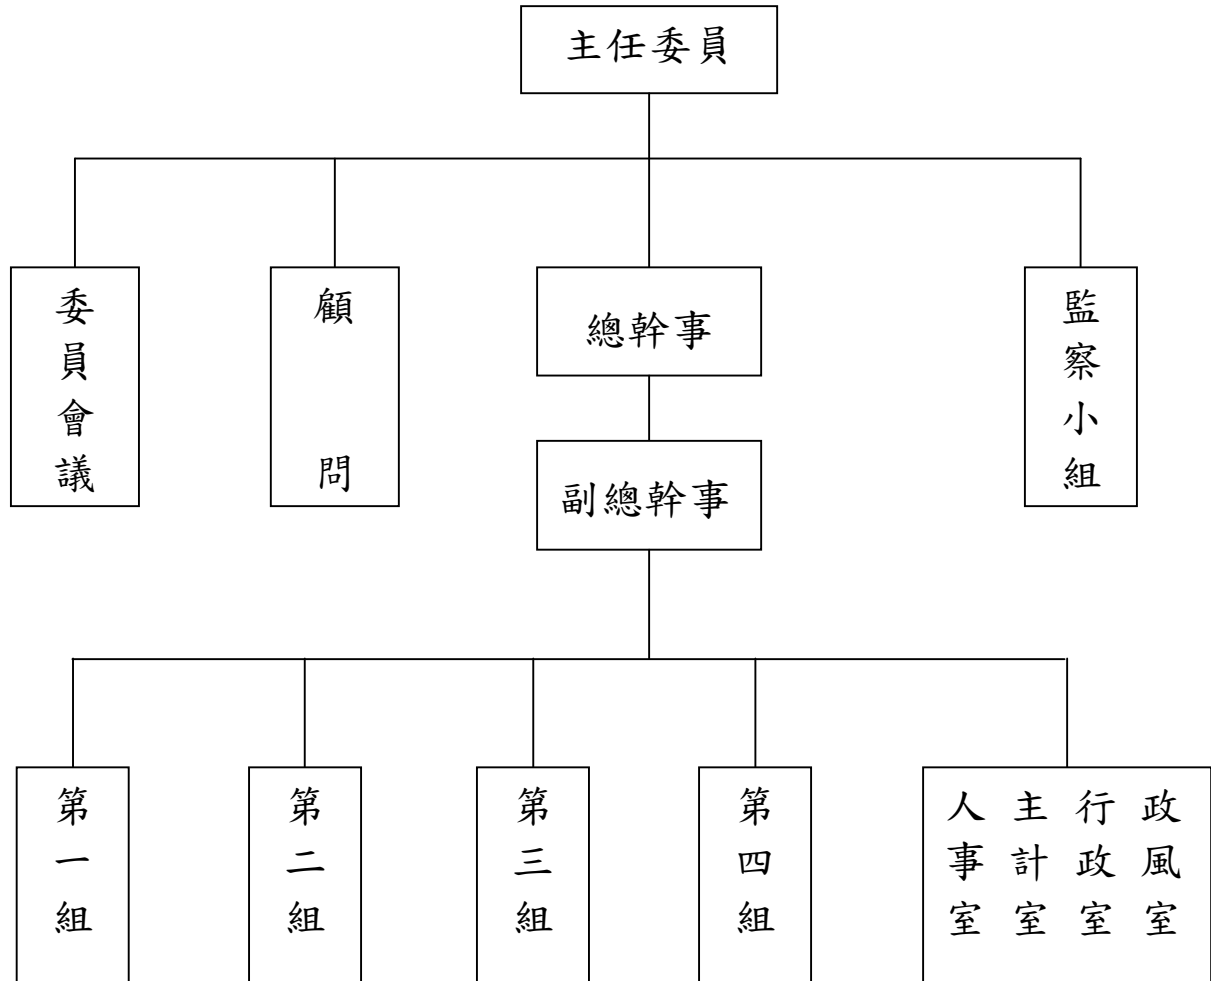 主任委員
委員會議
顧問
總幹事
監察小組
副總幹事
第一組
第二組
第三組
第四組
人事室
主計室
行政室
政風室